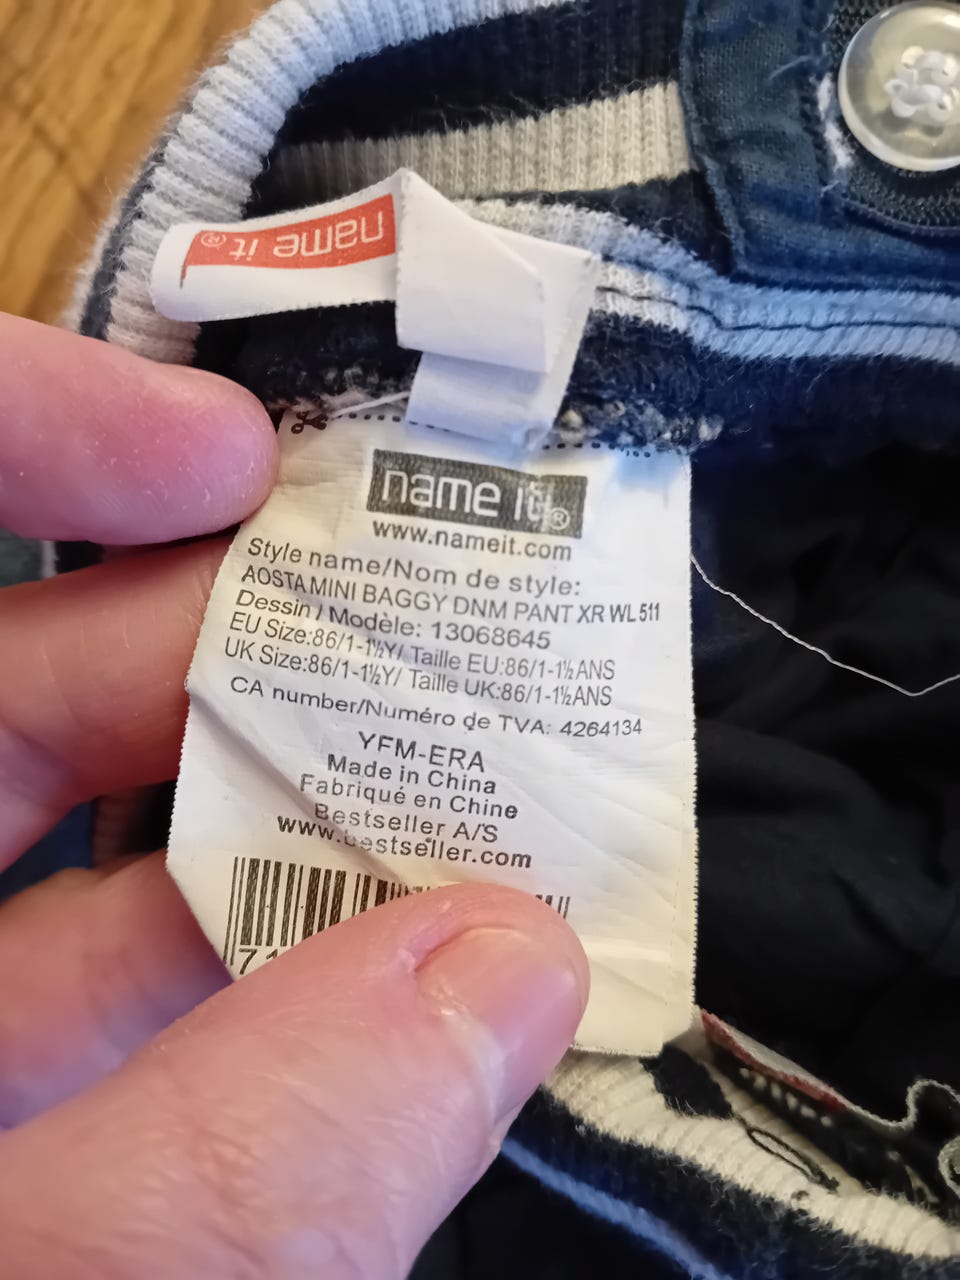 name it®
name it®
www.nameit.com
Style name/Nom de style:
AOSTA MINI BAGGY DNM PANT XR WL 511
Dessin / Modèle: 13068645
EU Size:86/1-1½Y/ Taille EU:86/1-1½ANS
UK Size:86/1-1½Y/ Taille UK:86/1-1½ANS
CA number/Numéro de TVA: 4264134
YFM-ERA
Made in China
Fabriqué en Chine
Bestseller A/S
www.bestseller.com